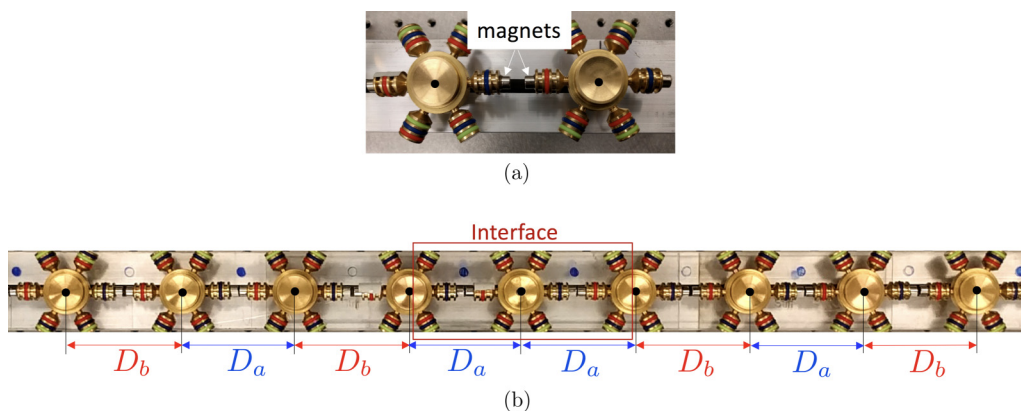 magnets
(a)
Interface
D_b D_a D_b D_a D_a D_b D_a D_b
(b)